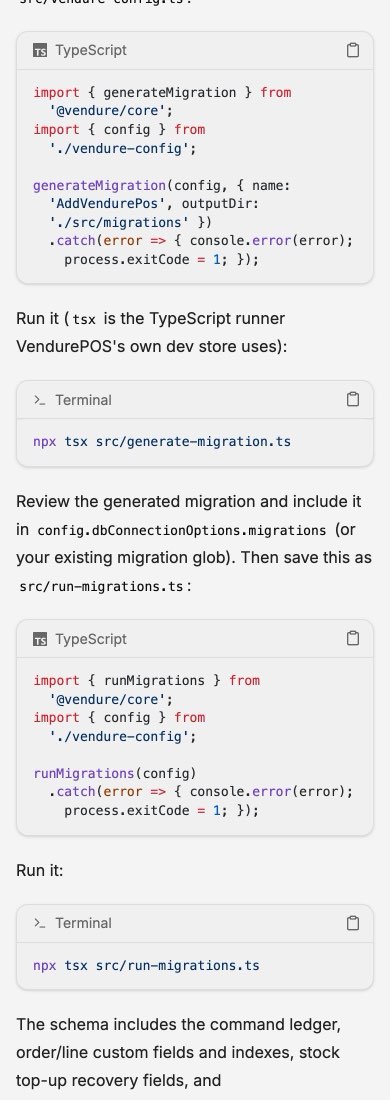 TS TypeScript
import { generateMigration } from
'@vendure/core';
import { config } from
'./vendure-config';
generateMigration(config, { name:
'AddVendurePos', outputDir:
'./src/migrations' })
.catch(error => { console.error(error);
process.exitCode = 1; });
Run it ( tsx is the TypeScript runner
VendurePOS's own dev store uses):
>_ Terminal
npx tsx src/generate-migration.ts
Review the generated migration and include it
in config.dbConnectionOptions.migrations (or
your existing migration glob). Then save this as
src/run-migrations.ts :
TS TypeScript
import { runMigrations } from
'@vendure/core';
import { config } from
'./vendure-config';
runMigrations(config)
.catch(error => { console.error(error);
process.exitCode = 1; });
Run it:
>_ Terminal
npx tsx src/run-migrations.ts
The schema includes the command ledger,
order/line custom fields and indexes, stock
top-up recovery fields, and